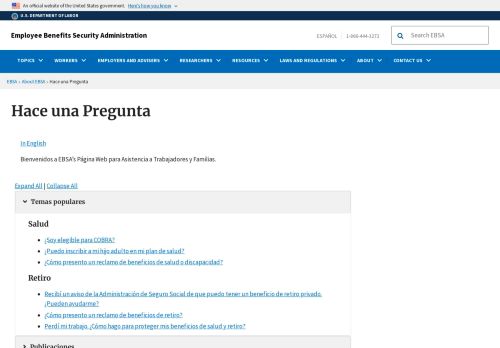 An official website of the United States government. Here's how you know
U.S. DEPARTMENT OF LABOR
Employee Benefits Security Administration
ESPAÑOL | 1-866-444-3272
Search EBSA
TOPICS WORKERS EMPLOYERS AND ADVISERS RESEARCHERS RESOURCES LAWS AND REGULATIONS ABOUT CONTACT US
EBSA » About EBSA » Hace una Pregunta
Hace una Pregunta
In English
Bienvenidos a EBSA's Página Web para Asistencia a Trabajadores y Familias.
Expand All | Collapse All
Temas populares
Salud
¿Soy elegible para COBRA?
¿Puedo inscribir a mi hijo adulto en mi plan de salud?
¿Cómo presento un reclamo de beneficios de salud o discapacidad?
Retiro
Recibí un aviso de la Administración de Seguro Social de que puedo tener un beneficio de retiro privado.
¿Pueden ayudarme?
¿Cómo presento un reclamo de beneficios de retiro?
Perdí mi trabajo. ¿Cómo hago para proteger mis beneficios de salud y retiro?
Publicaciones